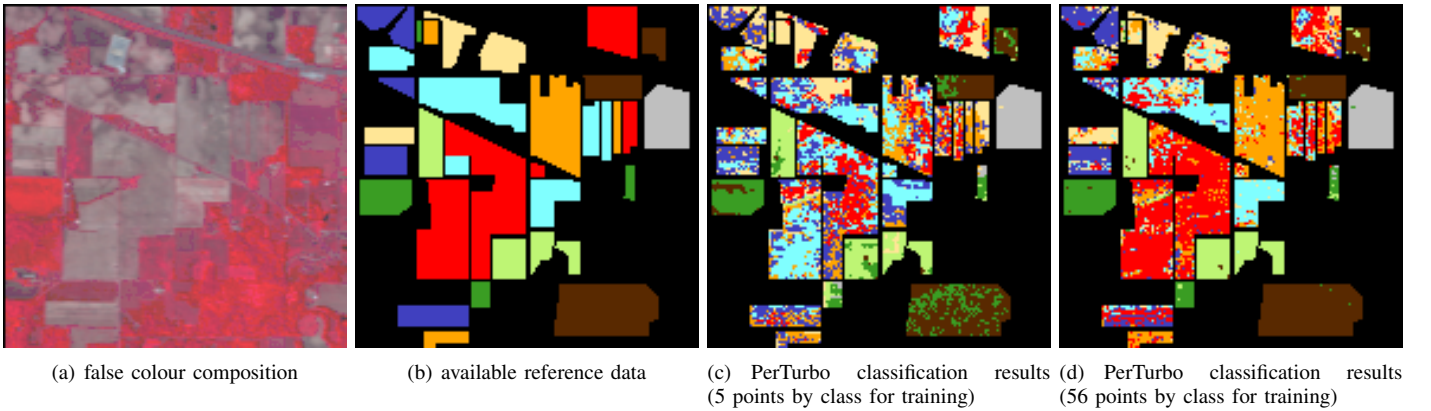 (a) false colour composition
(b) available reference data
(c) PerTurbo classification results
(5 points by class for training)
(d) PerTurbo classification results
(56 points by class for training)